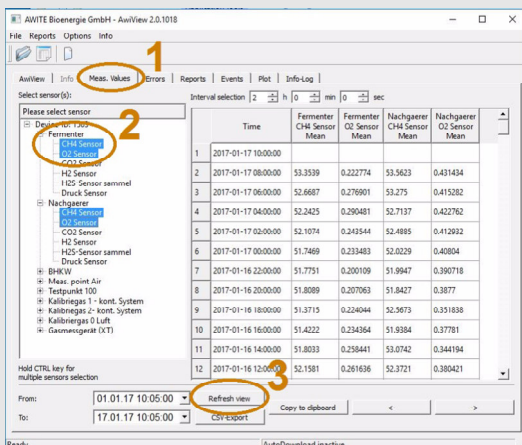 AWITE Bioenergie GmbH - AwiView 2.0.1018
File Reports Options Help
1
AwiView Info Meas. Values Errors Reports Events Plot Info-Log
Select sensor(s):
Interval selection 2 h 0 min 0 sec
Please select sensor
2
Fermenter
CH4 Sensor
O2 Sensor
CO2 Sensor
H2 Sensor
H2S-Sensor sammel
Druck Sensor
Nachgaerer
CH4 Sensor
O2 Sensor
CO2 Sensor
H2 Sensor
H2S-Sensor sammel
Druck Sensor
BHKW
Meas. point Air
Testpunkt 100
Kalibriegas 1 - kont. System
Kalibriegas 2- kont. System
Kalibriergas 0 Luft
Gasmessgerät (XT)
Time Fermenter CH4 Sensor Mean Fermenter O2 Sensor Mean Nachgaerer CH4 Sensor Mean Nachgaerer O2 Sensor Mean
1 2017-01-17 10:00:00
2 2017-01-17 08:00:00 53.3539 0.222774 53.5623 0.431434
3 2017-01-17 06:00:00 52.6687 0.276901 53.275 0.415282
4 2017-01-17 04:00:00 52.2425 0.290481 52.7137 0.422762
5 2017-01-17 02:00:00 52.1074 0.243544 52.4885 0.412932
6 2017-01-17 00:00:00 51.7469 0.233483 52.0229 0.40804
7 2017-01-16 22:00:00 51.7751 0.200109 51.9947 0.390718
8 2017-01-16 20:00:00 51.8089 0.207063 51.8427 0.3877
9 2017-01-16 18:00:00 51.3715 0.224044 52.5673 0.351838
10 2017-01-16 16:00:00 51.4222 0.234364 51.9384 0.37781
11 2017-01-16 14:00:00 51.8033 0.258441 53.0742 0.344194
12 2017-01-16 12:00:00 52.1581 0.261636 52.3721 0.380421
Hold CTRL key for
multiple sensors selection
3
From: 01.01.17 10:05:00 Refresh view
Copy to clipboard < >
To: 17.01.17 10:05:00 CSV-Export
Ready AutoDownload inactive